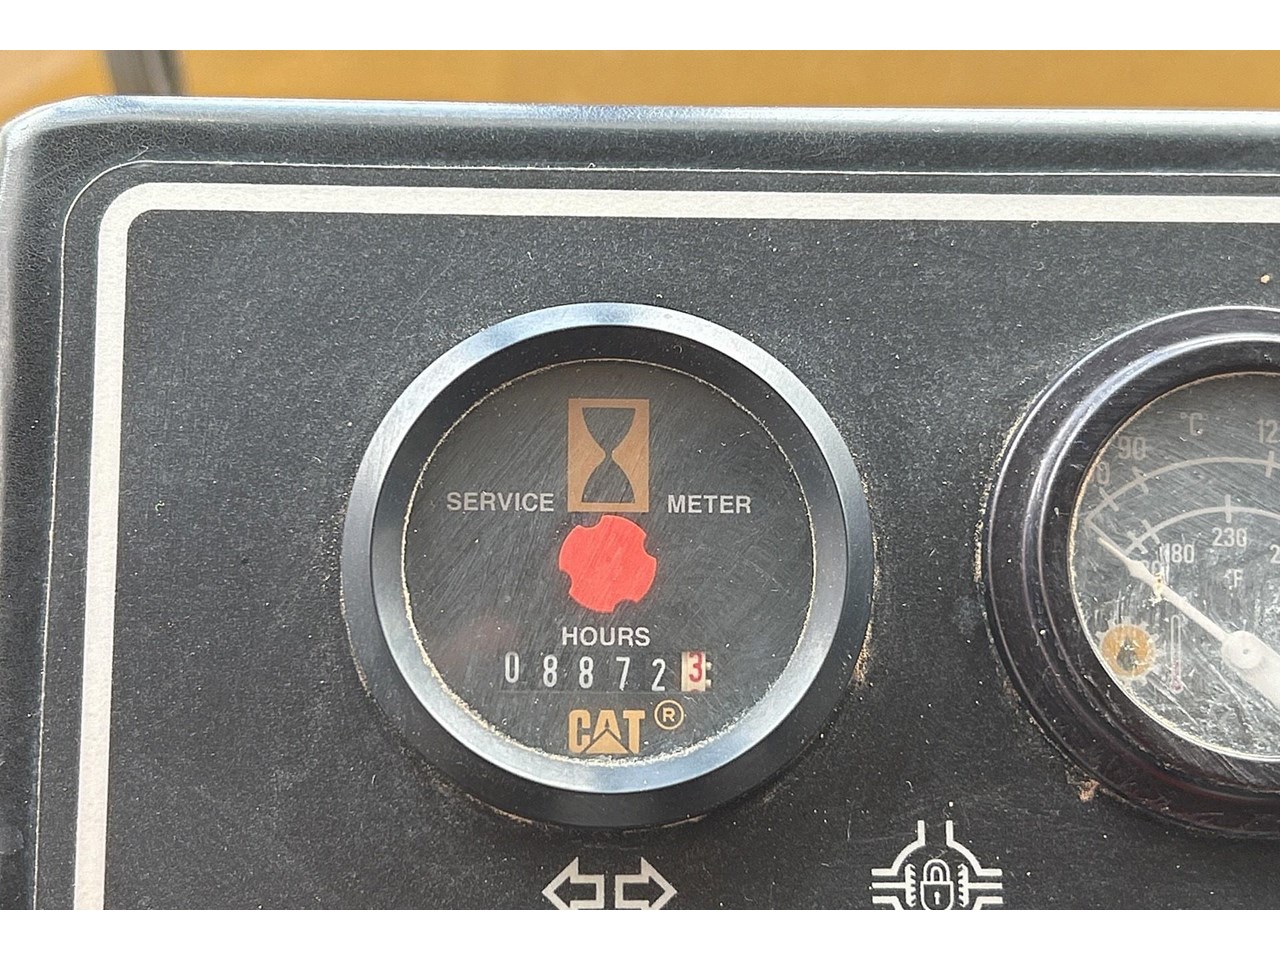 SERVICE METER
HOURS
088723
CAT ®
°C
90
230
180
°F